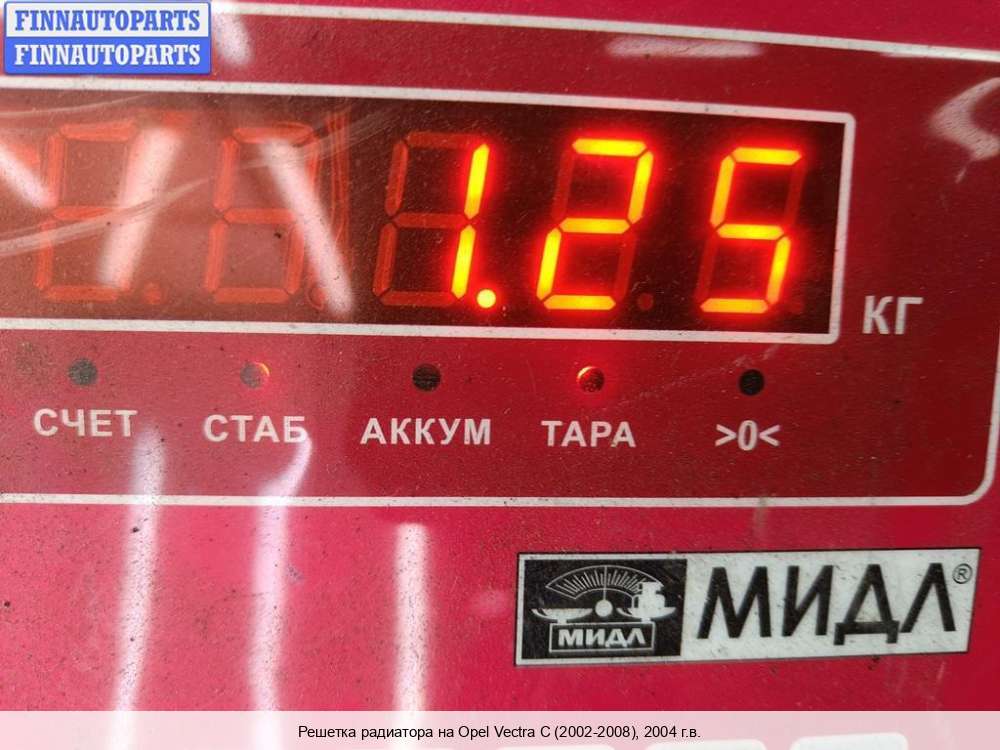 FINNAUTOPARTS
FINNAUTOPARTS
1.25
КГ
СЧЕТ СТАБ АККУМ ТАРА >0<
МИДЛ МИДЛ®
Решетка радиатора на Opel Vectra C (2002-2008), 2004 г.в.